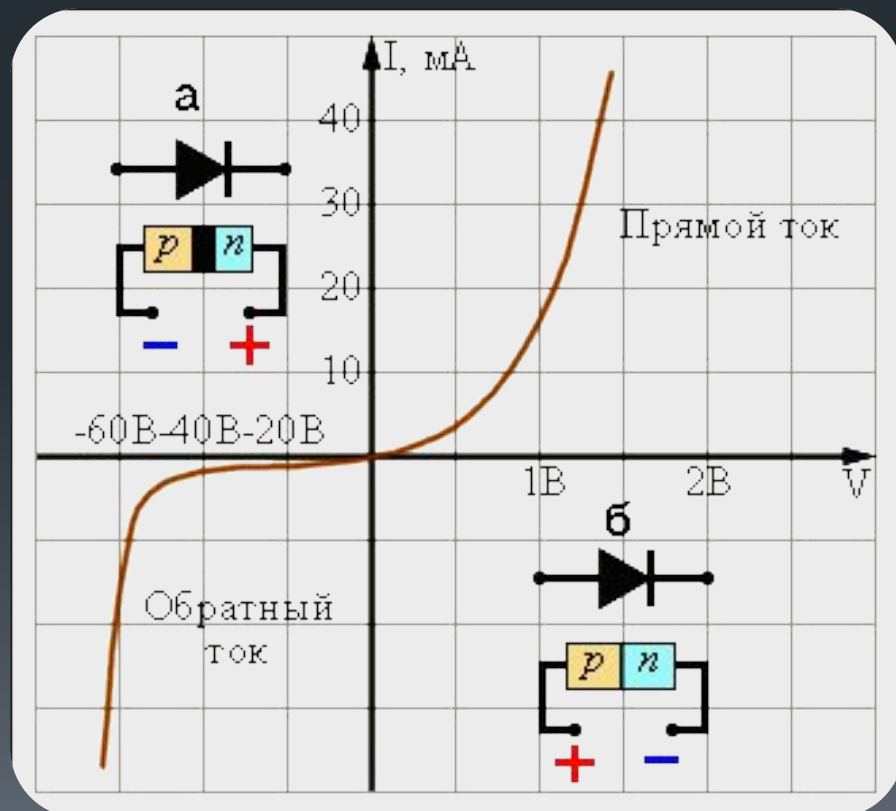 I, мА
а
40
30
Прямой ток
p n
20
− +
10
-60В-40В-20В
1В 2В V
б
Обратный
ток
p n
+ −